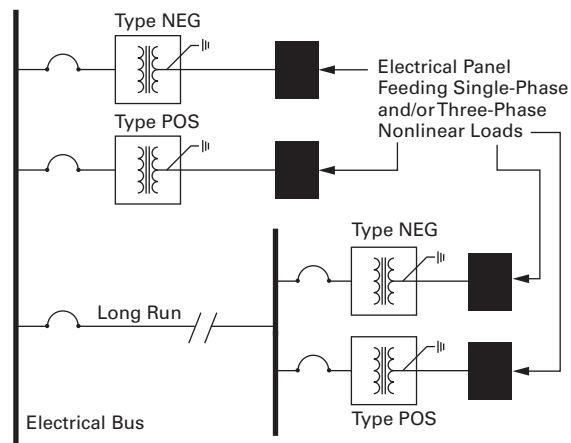 Type NEG
Electrical Panel
Feeding Single-Phase
and/or Three-Phase
Nonlinear Loads
Type POS
Type NEG
Long Run
Type POS
Electrical Bus